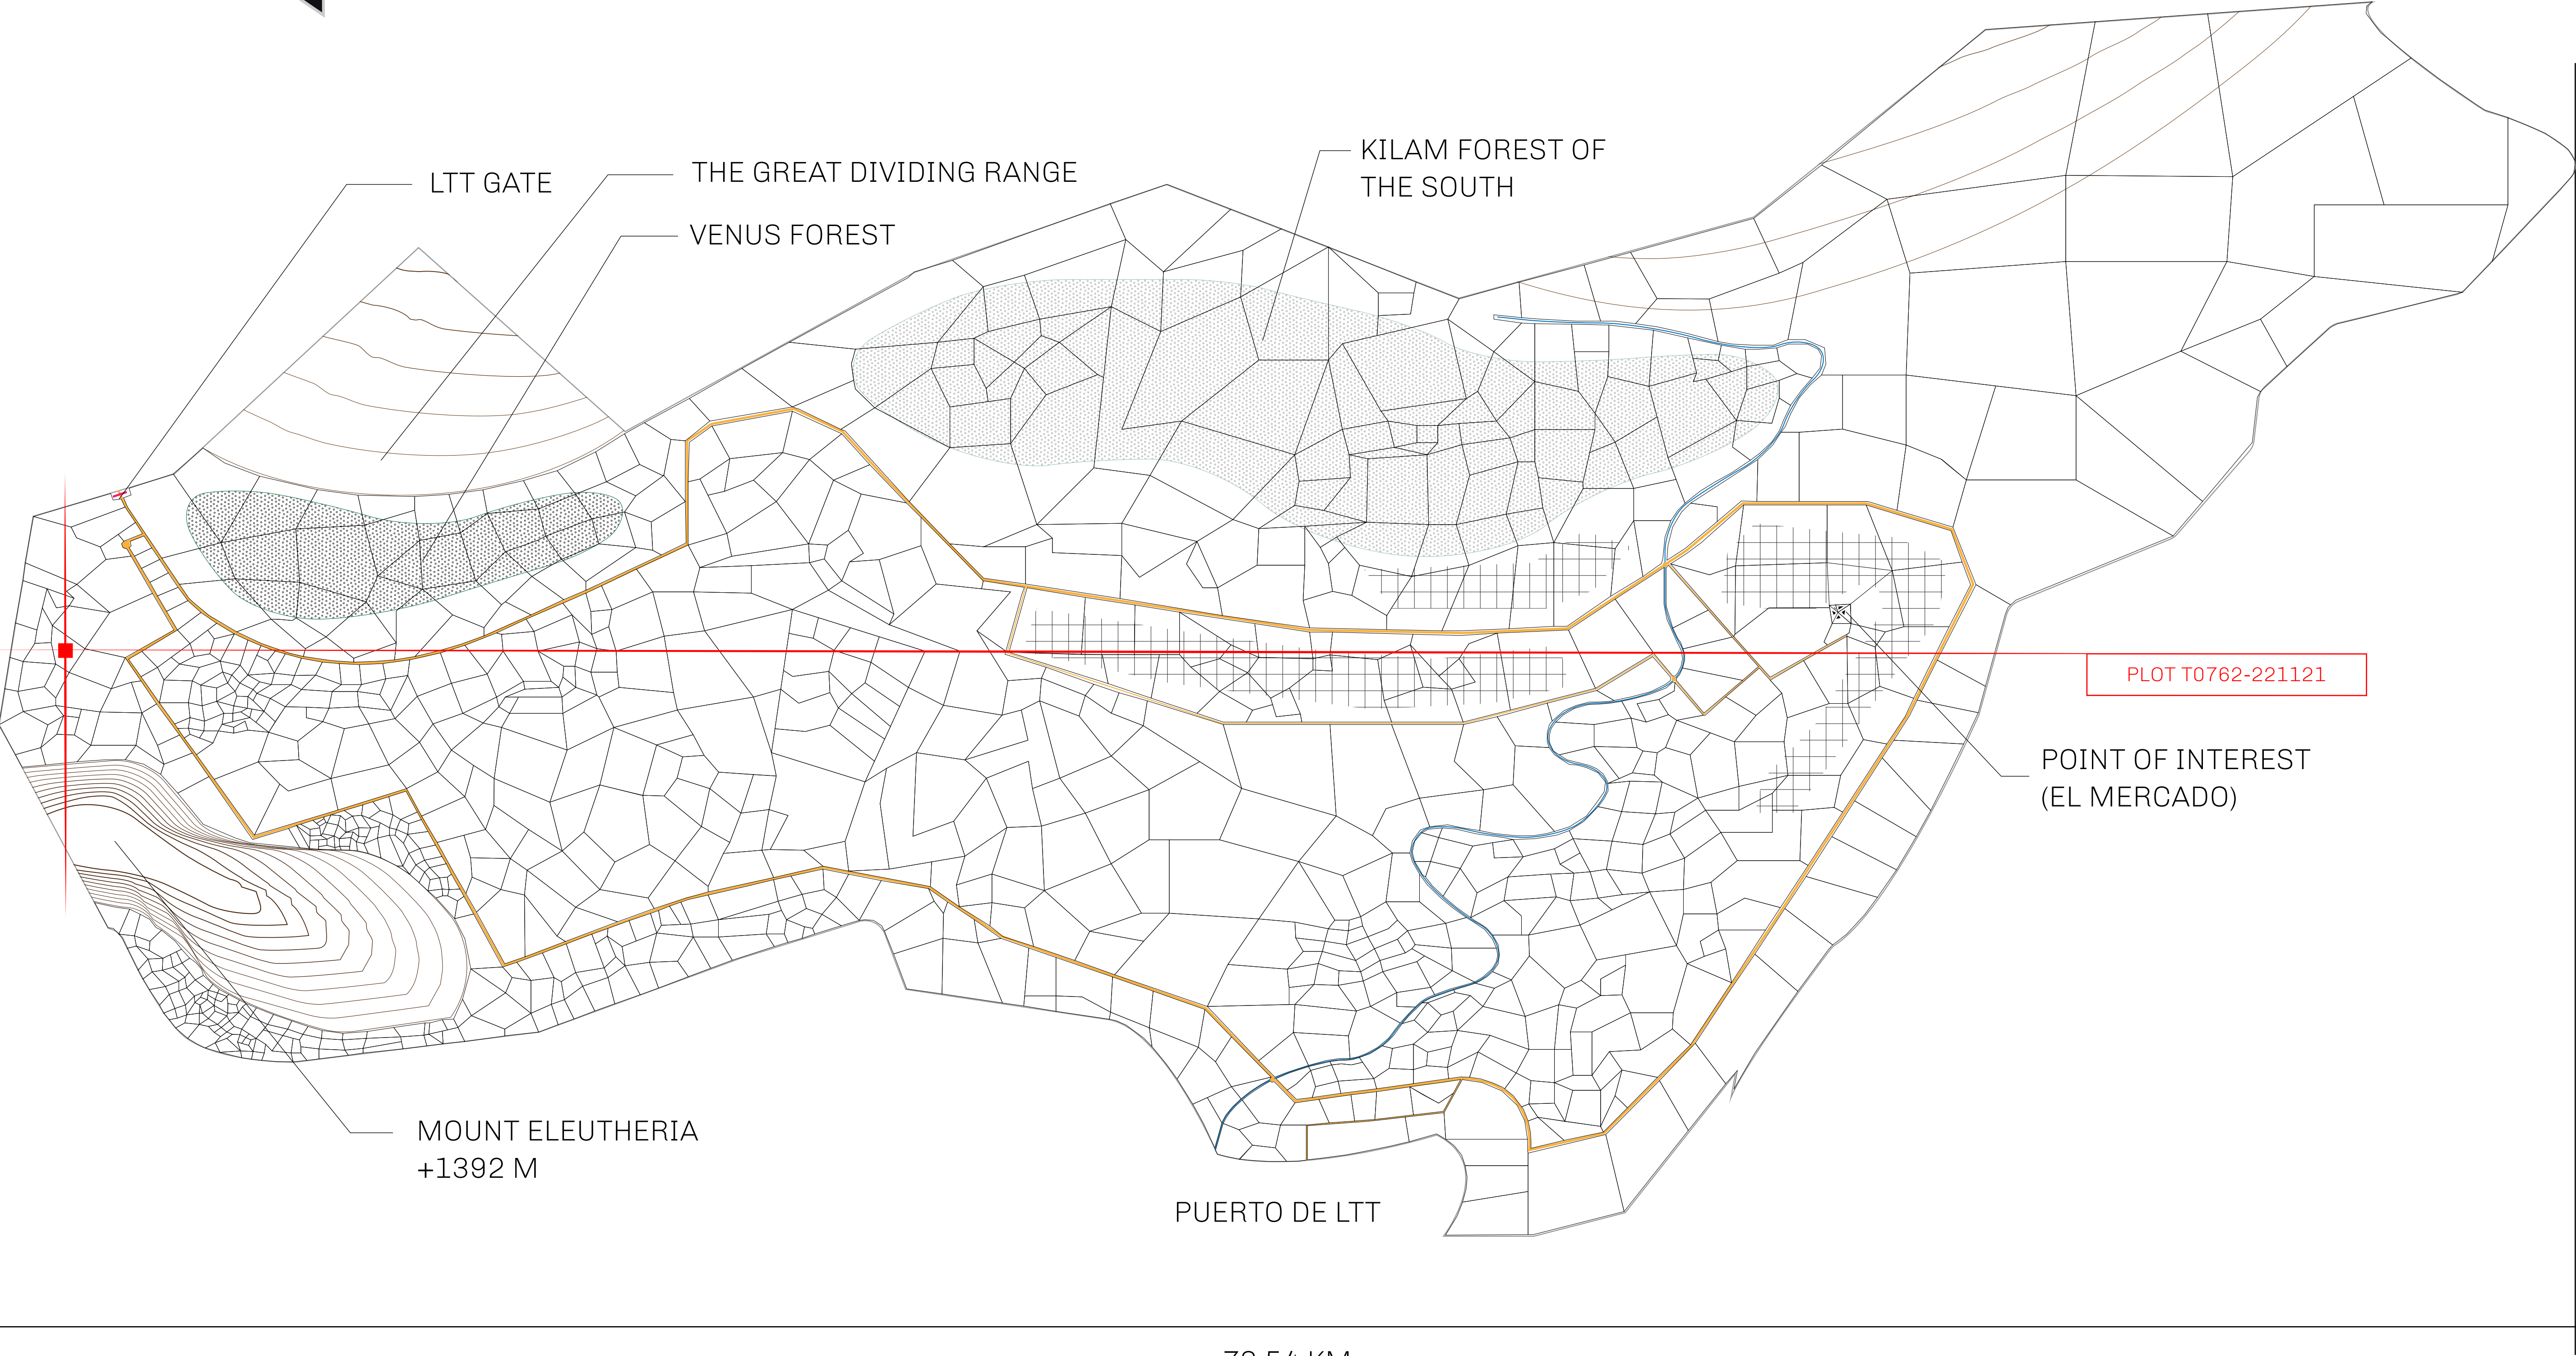 KILAM FOREST OF
THE SOUTH
THE GREAT DIVIDING RANGE
LTT GATE
VENUS FOREST
PLOT T0762-221121
POINT OF INTEREST
(EL MERCADO)
MOUNT ELEUTHERIA
+1392 M
PUERTO DE LTT
KM